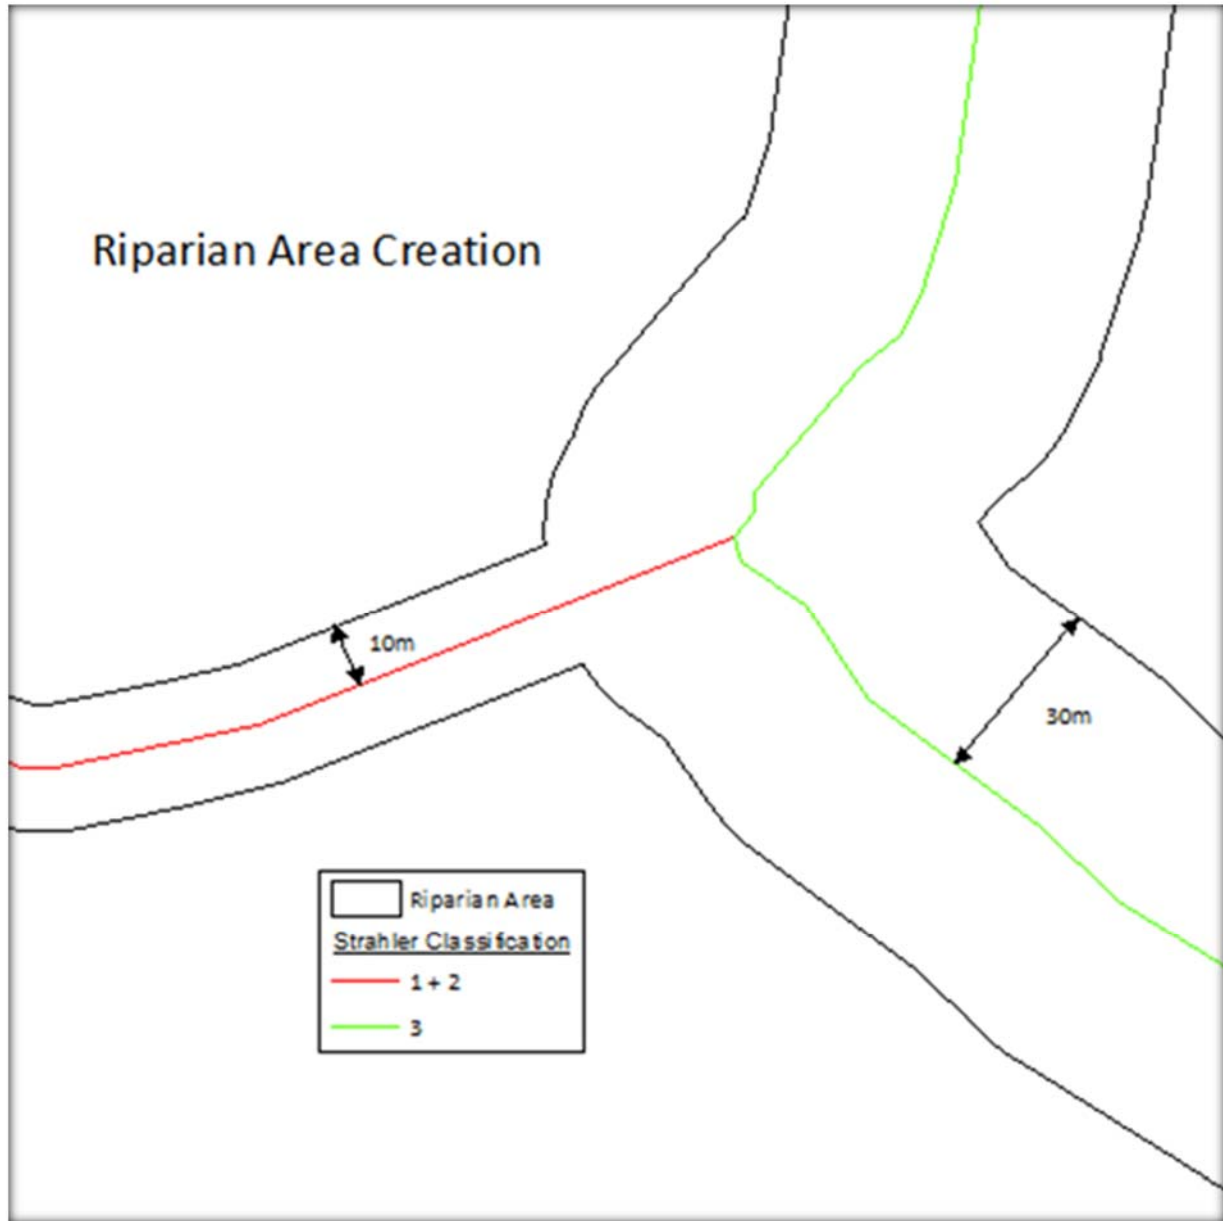 Riparian Area Creation
10m
30m
Riparian Area
Strahler Classification
1 + 2
3